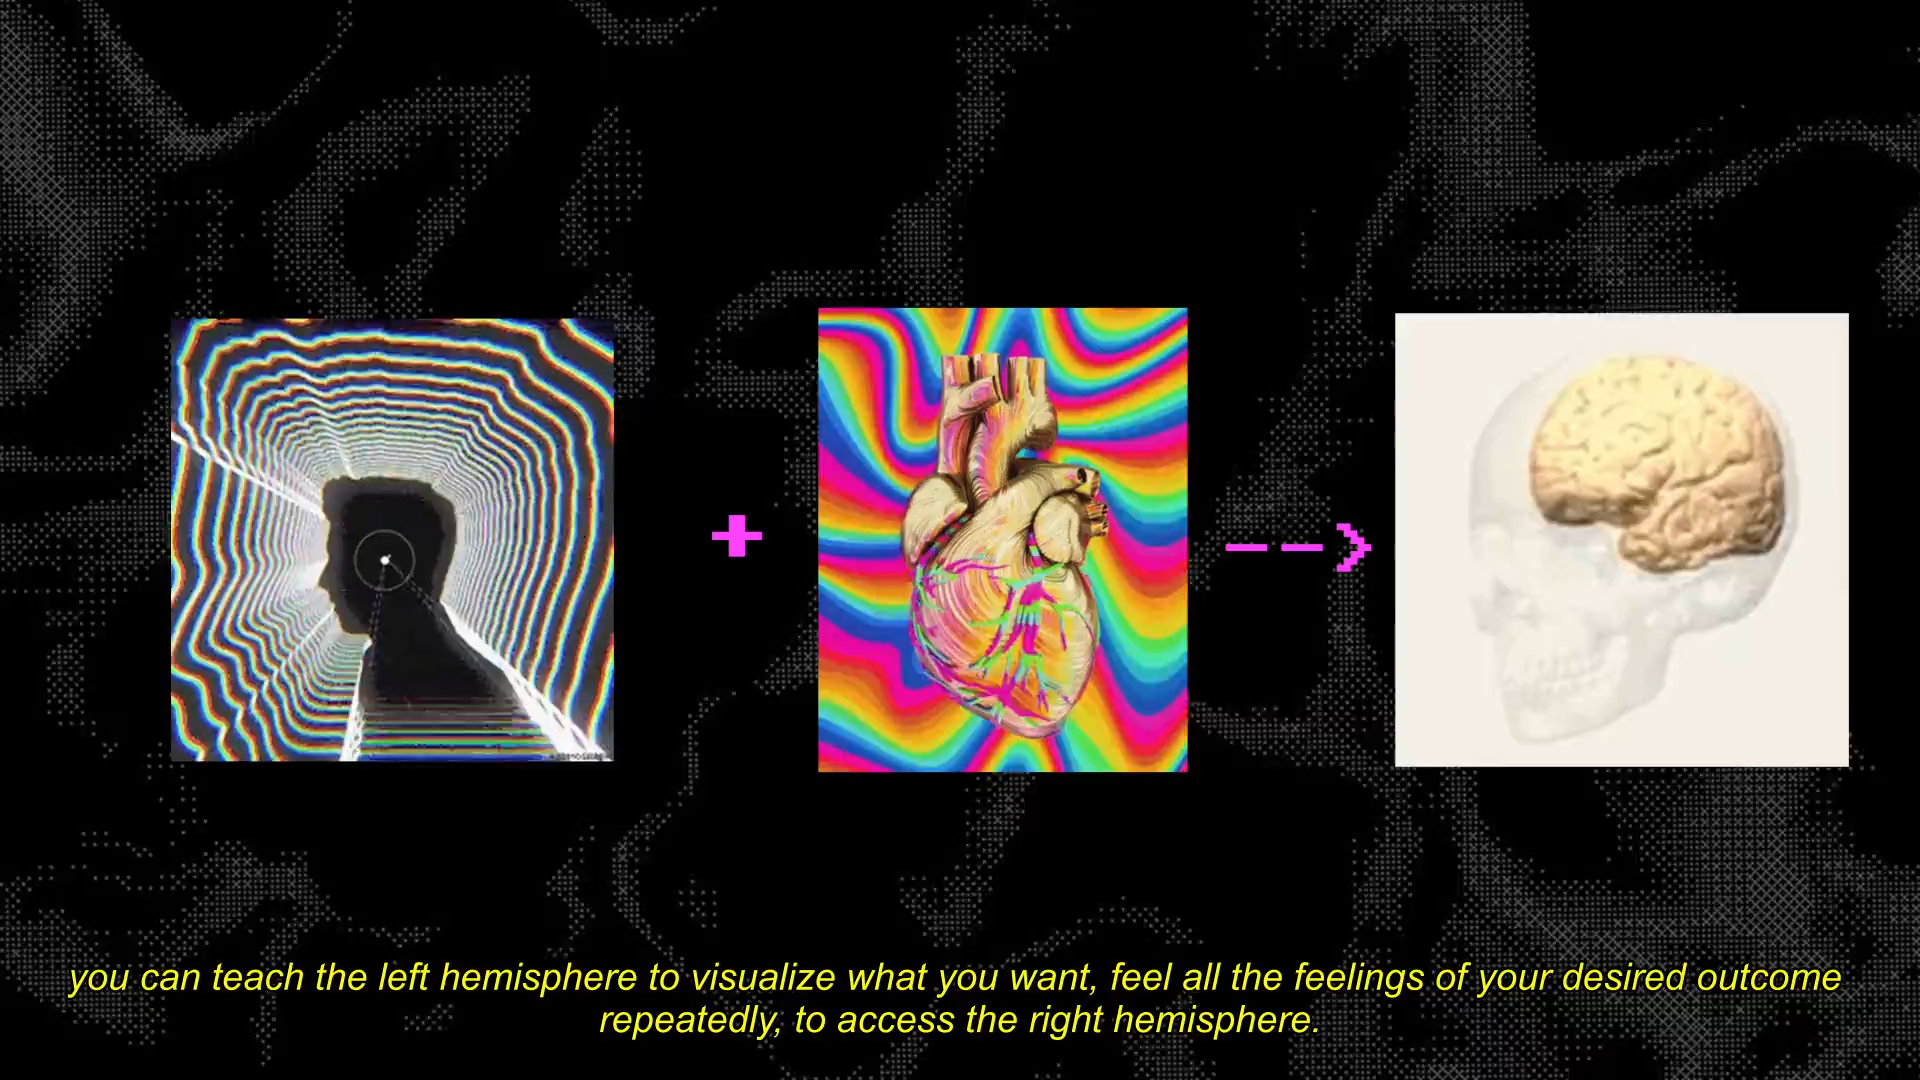 you can teach the left hemisphere to visualize what you want, feel all the feelings of your desired outcome
repeatedly, to access the right hemisphere.